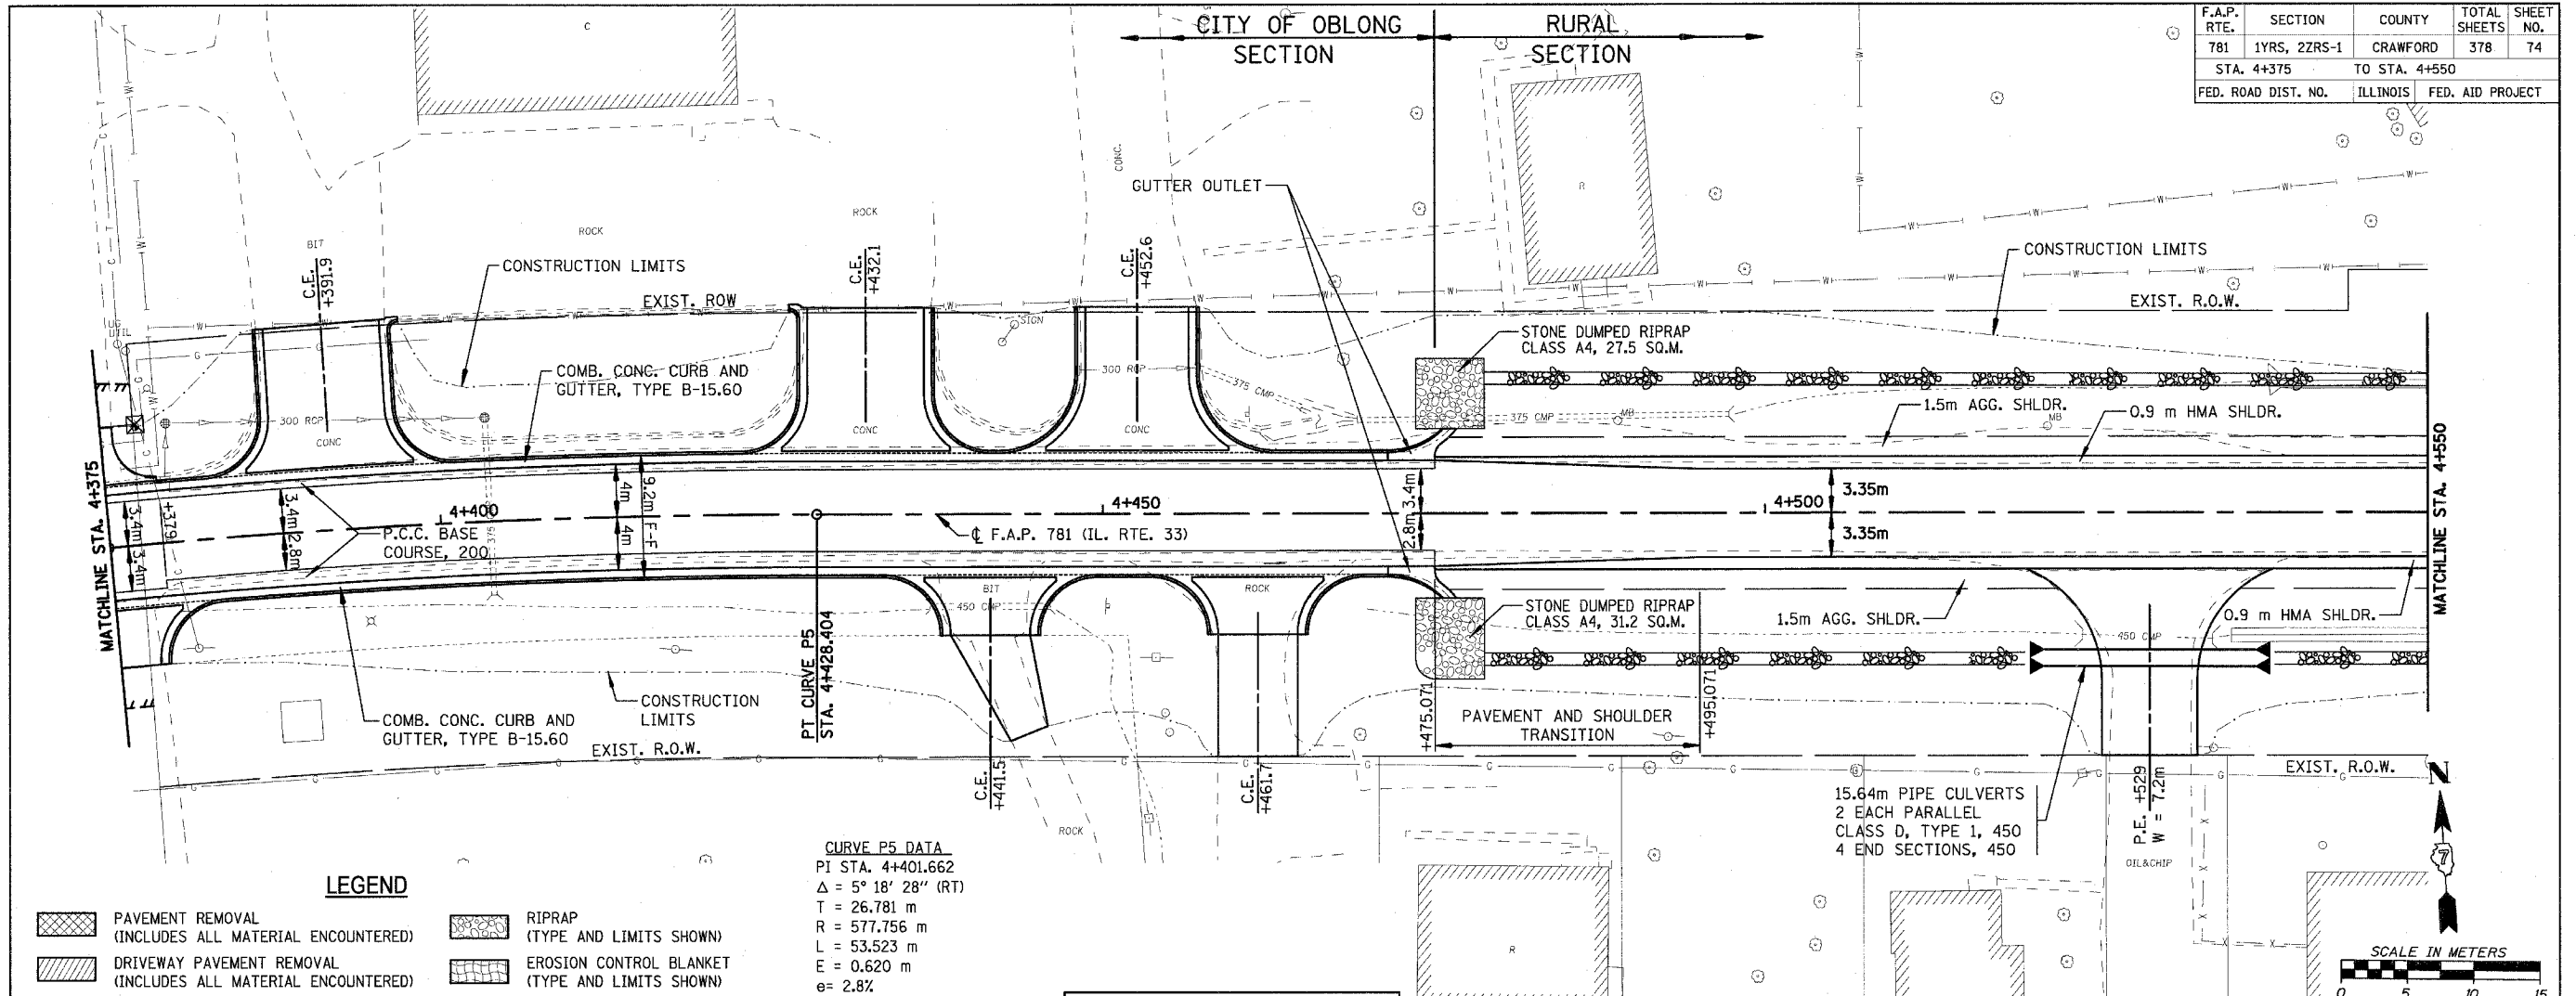 CITY OF OBLONG
SECTION
RURAL
SECTION
F.A.P. RTE. SECTION COUNTY TOTAL SHEETS SHEET NO.
781 1YRS, 2ZRS-1 CRAWFORD 378 74
STA. 4+375 TO STA. 4+550
FED. ROAD DIST. NO. ILLINOIS FED. AID PROJECT
C
CONC.
GUTTER OUTLET
R
ROCK
ROCK
BIT
C.E.
+391.9
CONSTRUCTION LIMITS
C.E.
+432.1
C.E.
+452.6
CONSTRUCTION LIMITS
EXIST. ROW
EXIST. R.O.W.
UG
UTIL
SIGN
STONE DUMPED RIPRAP
CLASS A4, 27.5 SQ.M.
COMB. CONC. CURB AND
GUTTER, TYPE B-15.60
300 RCP
375 CMP
375 CMP
MB
MB
1.5m AGG. SHLDR.
0.9 m HMA SHLDR.
300 RCP
CONC
CONC
CONC
MATCHLINE STA. 4+375
MATCHLINE STA. 4+550
3.4m
3.4m
+379
3.4m
2.8m
4+400
P.C.C. BASE
COURSE, 200
375
4m
4m
9.2m F-F
4+450
℄ F.A.P. 781 (IL. RTE. 33)
3.4m
2.8m
4+500
3.35m
3.35m
PT CURVE P5
STA. 4+428.404
BIT
450 CMP
ROCK
STONE DUMPED RIPRAP
CLASS A4, 31.2 SQ.M.
1.5m AGG. SHLDR.
0.9 m HMA SHLDR.
450 CMP
CONSTRUCTION
LIMITS
COMB. CONC. CURB AND
GUTTER, TYPE B-15.60
EXIST. R.O.W.
+475.071
PAVEMENT AND SHOULDER
TRANSITION
+495.071
C.E.
+441.5
C.E.
+461.7
ROCK
15.64m PIPE CULVERTS
2 EACH PARALLEL
CLASS D, TYPE 1, 450
4 END SECTIONS, 450
P.E. +529
W = 7.2m
OIL&CHIP
EXIST. R.O.W.
N
7
CURVE P5 DATA
PI STA. 4+401.662
Δ = 5° 18' 28" (RT)
T = 26.781 m
R = 577.756 m
L = 53.523 m
E = 0.620 m
e= 2.8%
R
LEGEND
PAVEMENT REMOVAL
(INCLUDES ALL MATERIAL ENCOUNTERED)
RIPRAP
(TYPE AND LIMITS SHOWN)
DRIVEWAY PAVEMENT REMOVAL
(INCLUDES ALL MATERIAL ENCOUNTERED)
EROSION CONTROL BLANKET
(TYPE AND LIMITS SHOWN)
SCALE IN METERS
0 5 10 15